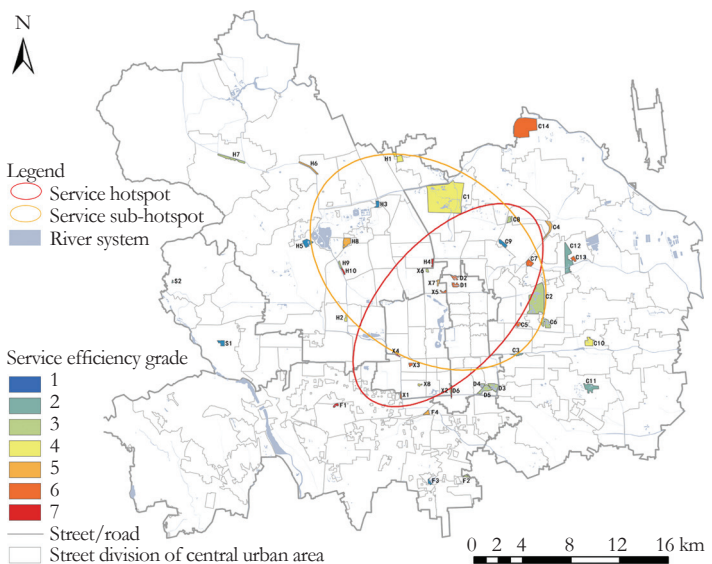 N
C14
H7
H6
H1
Legend
Service hotspot
Service sub-hotspot
River system
H3
C1
C8
C4
H5
H8
C9
C12
C13
C7
H4
X6
H9
H10
X7
D2
D1
X5
S2
C2
H2
C5
C6
S1
X4
C3
C10
X3
Service efficiency grade
1
2
3
4
5
6
7
X8
X2
D6
D4
D3
D5
C11
X1
F1
F4
F3
F2
Street/road
Street division of central urban area
0 2 4 8 12 16 km